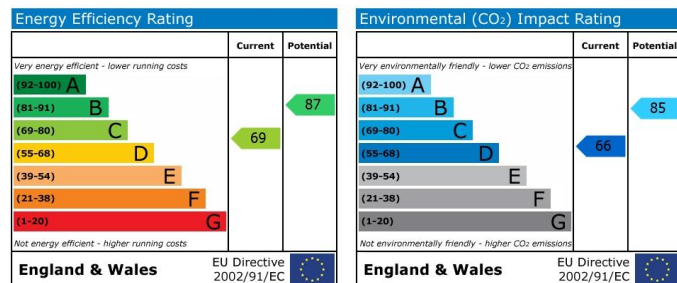 Energy Efficiency Rating
Current Potential
Very energy efficient - lower running costs
(92-100) A
(81-91) B
(69-80) C
(55-68) D
(39-54) E
(21-38) F
(1-20) G
69
87
Not energy efficient - higher running costs
England & Wales
EU Directive
2002/91/EC
Environmental (CO₂) Impact Rating
Current Potential
Very environmentally friendly - lower CO₂ emissions
(92-100) A
(81-91) B
(69-80) C
(55-68) D
(39-54) E
(21-38) F
(1-20) G
66
85
Not environmentally friendly - higher CO₂ emissions
England & Wales
EU Directive
2002/91/EC